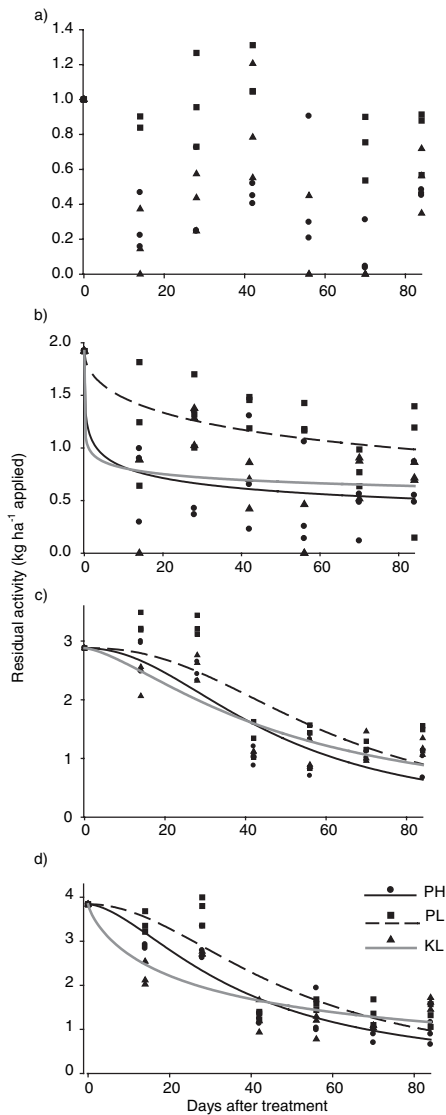 a)
1.4
1.2
1.0
0.8
0.6
0.4
0.2
0.0
0 20 40 60 80
b)
2.0
1.5
1.0
0.5
0.0
0 20 40 60 80
Residual activity (kg ha⁻¹ applied)
c)
3
2
1
0
0 20 40 60 80
d)
4
3
2
1
0
PH
PL
KL
0 20 40 60 80
Days after treatment